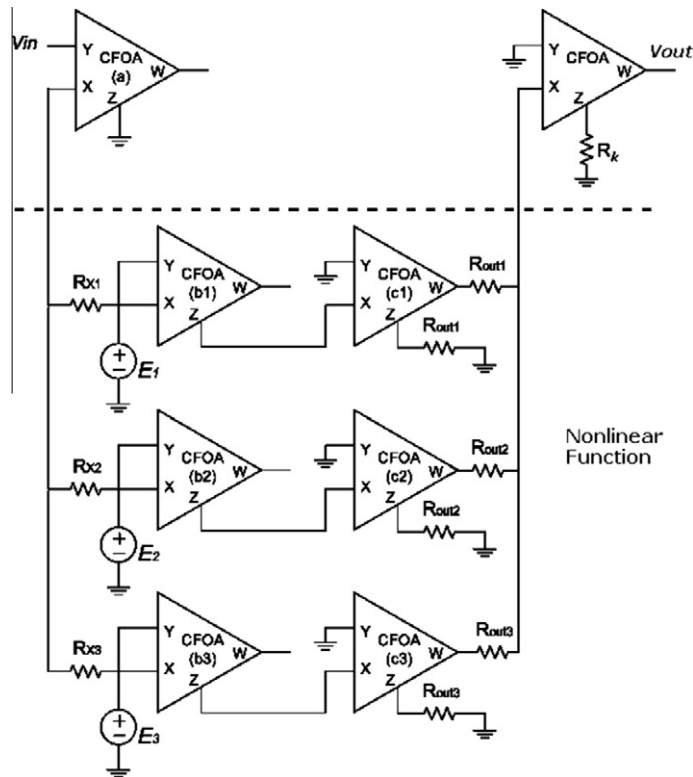 Vin
Y
CFOA
(a)
W
X
Z
Y
CFOA
W
Vout
X
Z
Rk
RX1
Y
CFOA
(b1)
W
X
Z
E1
Y
CFOA
(c1)
W
X
Z
Rout1
Rout1
RX2
Y
CFOA
(b2)
W
X
Z
E2
Y
CFOA
(c2)
W
X
Z
Rout2
Rout2
Nonlinear
Function
RX3
Y
CFOA
(b3)
W
X
Z
E3
Y
CFOA
(c3)
W
X
Z
Rout3
Rout3